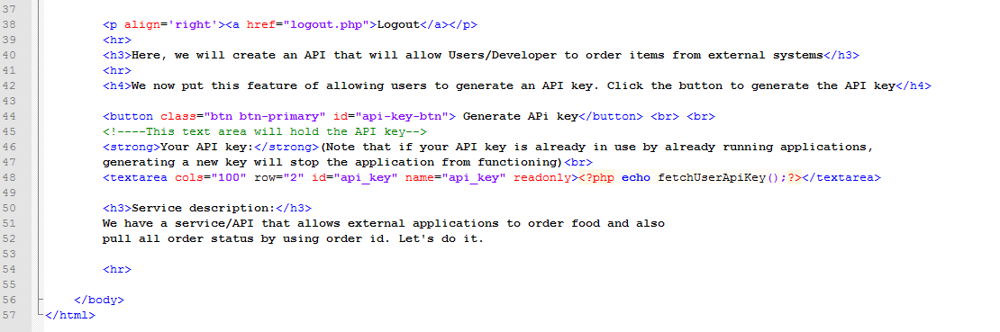 37
38 <p align='right'><a href="logout.php">Logout</a></p>
39 <hr>
40 <h3>Here, we will create an API that will allow Users/Developer to order items from external systems</h3>
41 <hr>
42 <h4>We now put this feature of allowing users to generate an API key. Click the button to generate the API key</h4>
43
44 <button class="btn btn-primary" id="api-key-btn"> Generate APi key</button> <br> <br>
45 <!----This text area will hold the API key-->
46 <strong>Your API key:</strong>(Note that if your API key is already in use by already running applications,
47 generating a new key will stop the application from functioning)<br>
48 <textarea cols="100" row="2" id="api_key" name="api_key" readonly><?php echo fetchUserApiKey();?></textarea>
49
50 <h3>Service description:</h3>
51 We have a service/API that allows external applications to order food and also
52 pull all order status by using order id. Let's do it.
53
54 <hr>
55
56 </body>
57 </html>